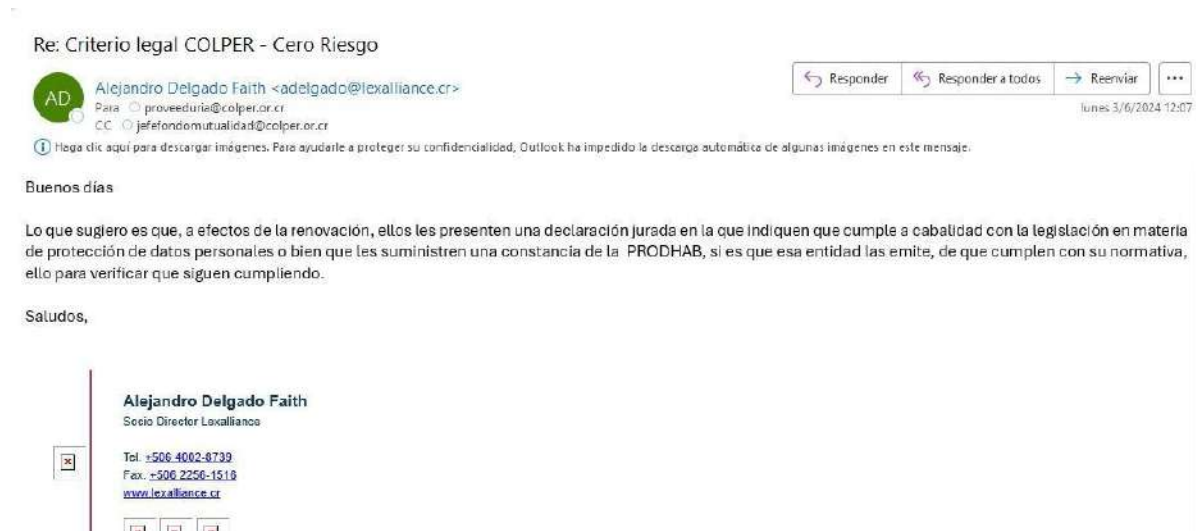 Re: Criterio legal COLPER - Cero Riesgo
AD
Alejandro Delgado Faith <adelgado@lexalliance.cr>
Para proveeduria@colper.or.cr
CC jefefondomutualidad@colper.or.cr
Responder
Responder a todos
Reenviar
lunes 3/6/2024 12:07
Haga clic aquí para descargar imágenes. Para ayudarle a proteger su confidencialidad, Outlook ha impedido la descarga automática de algunas imágenes en este mensaje.
Buenos días
Lo que sugiero es que, a efectos de la renovación, ellos les presenten una declaración jurada en la que indiquen que cumple a cabalidad con la legislación en materia
de protección de datos personales o bien que les suministren una constancia de la PRODHAB, si es que esa entidad las emite, de que cumplen con su normativa,
ello para verificar que siguen cumpliendo.
Saludos,
Alejandro Delgado Faith
Socio Director Lexalliance
Tel. +506 4002-8739
Fax. +506 2256-1516
www.lexalliance.cr